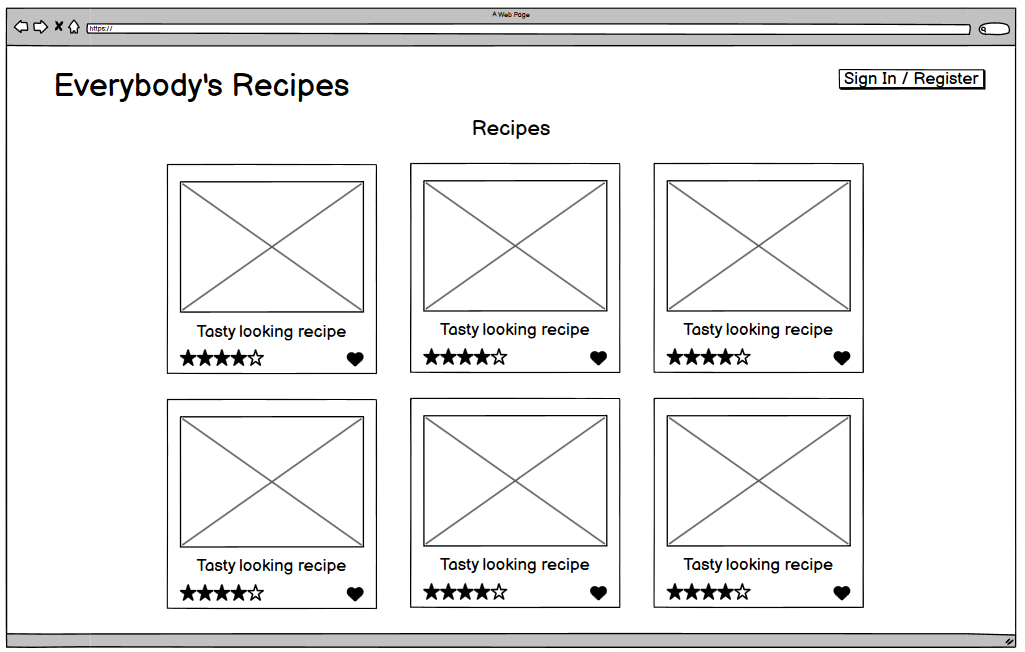 A Web Page
https://
Everybody's Recipes
Sign In / Register
Recipes
Tasty looking recipe
Tasty looking recipe
Tasty looking recipe
Tasty looking recipe
Tasty looking recipe
Tasty looking recipe